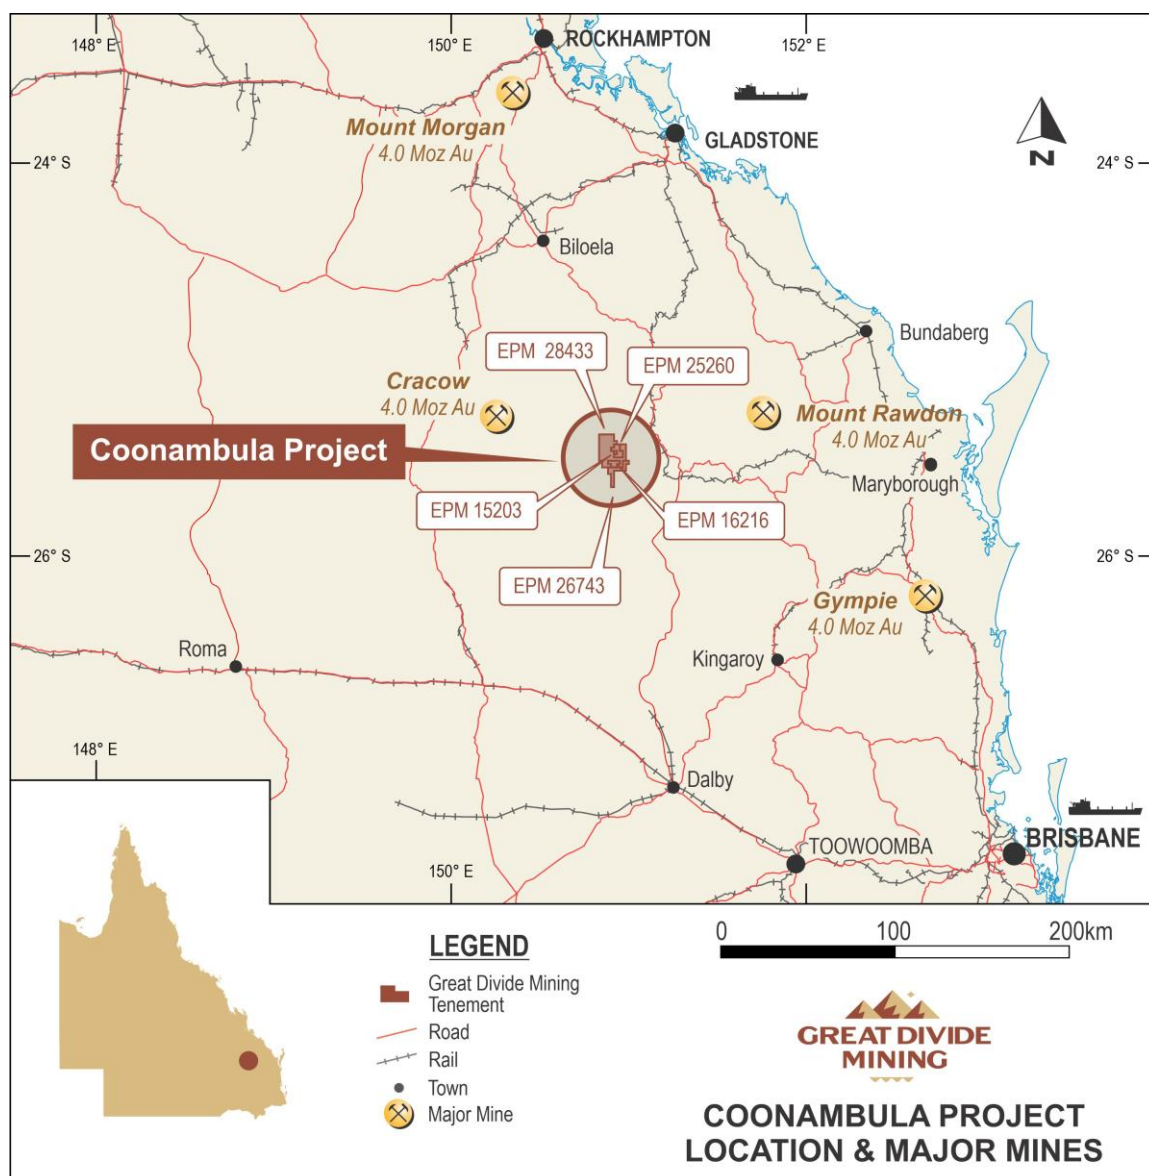 148° E
150° E
152° E
ROCKHAMPTON
Mount Morgan
4.0 Moz Au
GLADSTONE
24° S
24° S
N
Biloela
Bundaberg
EPM 28433
EPM 25260
Cracow
4.0 Moz Au
Mount Rawdon
4.0 Moz Au
Coonambula Project
Maryborough
EPM 15203
EPM 16216
26° S
26° S
EPM 26743
Gympie
4.0 Moz Au
Roma
Kingaroy
148° E
Dalby
TOOWOOMBA
BRISBANE
150° E
152° E
LEGEND
Great Divide Mining
Tenement
Road
Rail
Town
Major Mine
0 100 200km
GREAT DIVIDE
MINING
COONAMBULA PROJECT
LOCATION & MAJOR MINES